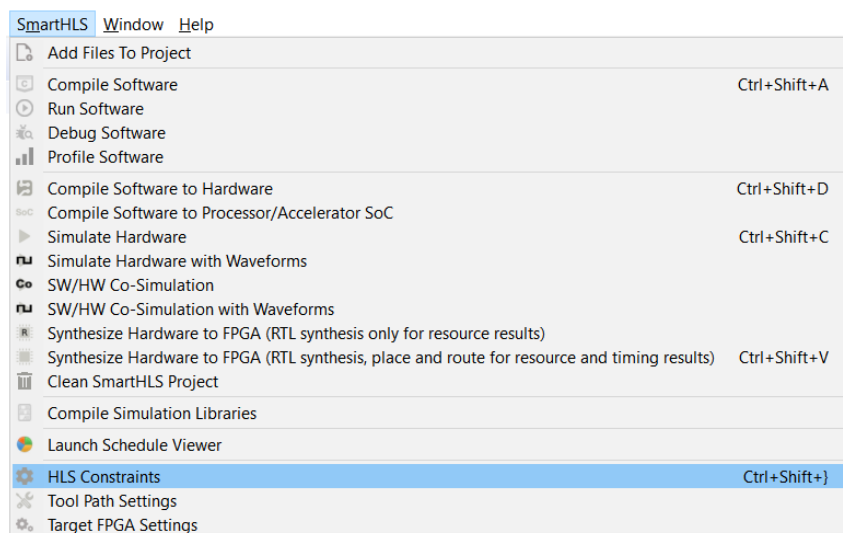 SmartHLS Window Help
Add Files To Project
Compile Software Ctrl+Shift+A
Run Software
Debug Software
Profile Software
Compile Software to Hardware Ctrl+Shift+D
SoC Compile Software to Processor/Accelerator SoC
Simulate Hardware Ctrl+Shift+C
Simulate Hardware with Waveforms
Co SW/HW Co-Simulation
SW/HW Co-Simulation with Waveforms
R Synthesize Hardware to FPGA (RTL synthesis only for resource results)
Synthesize Hardware to FPGA (RTL synthesis, place and route for resource and timing results) Ctrl+Shift+V
Clean SmartHLS Project
Compile Simulation Libraries
Launch Schedule Viewer
HLS Constraints Ctrl+Shift+}
Tool Path Settings
Target FPGA Settings